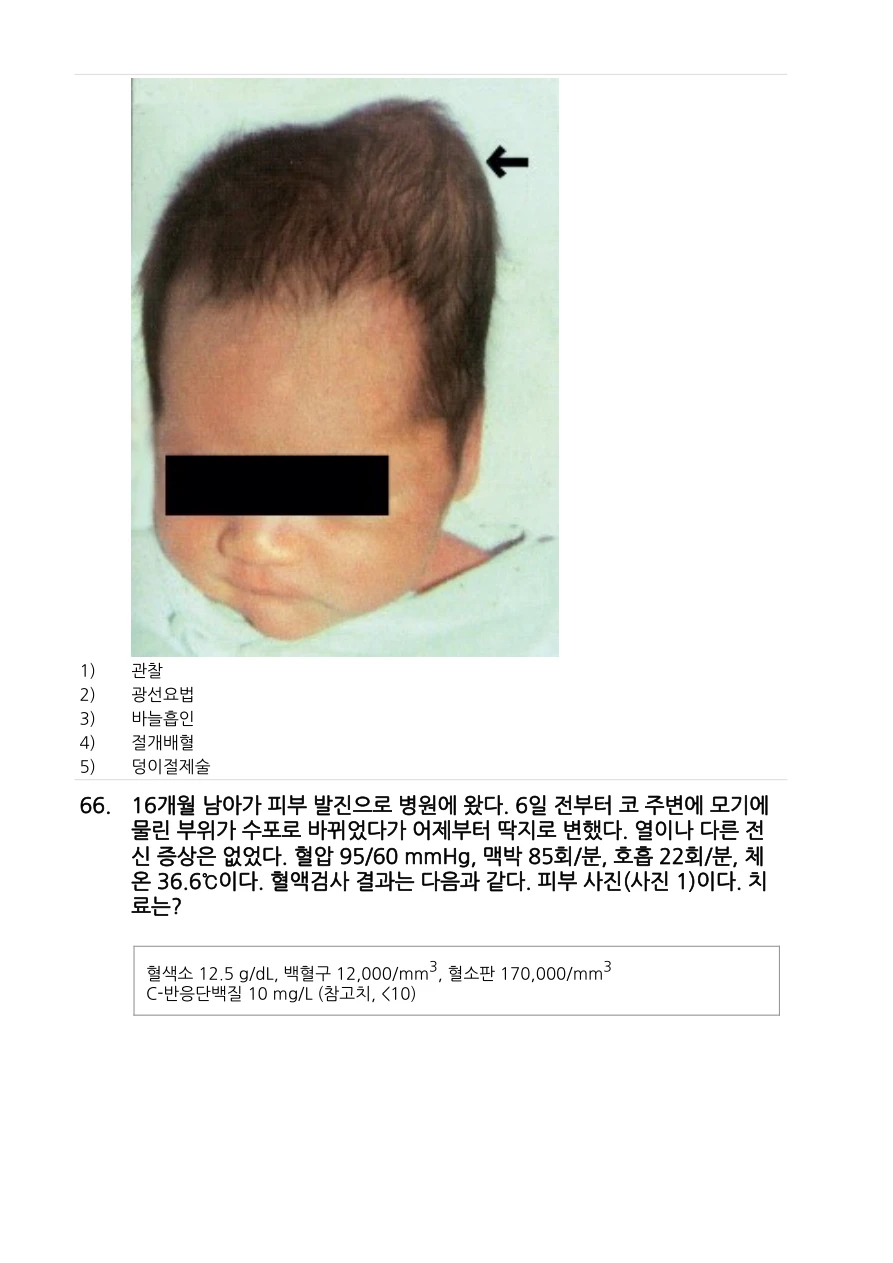 1) 관찰
2) 광선요법
3) 바늘흡인
4) 절개배혈
5) 덩이절제술
66. 16개월 남아가 피부 발진으로 병원에 왔다. 6일 전부터 코 주변에 모기에
물린 부위가 수포로 바뀌었다가 어제부터 딱지로 변했다. 열이나 다른 전
신 증상은 없었다. 혈압 95/60 mmHg, 맥박 85회/분, 호흡 22회/분, 체
온 36.6℃이다. 혈액검사 결과는 다음과 같다. 피부 사진(사진 1)이다. 치
료는?
혈색소 12.5 g/dL, 백혈구 12,000/mm³, 혈소판 170,000/mm³
C-반응단백질 10 mg/L (참고치, <10)